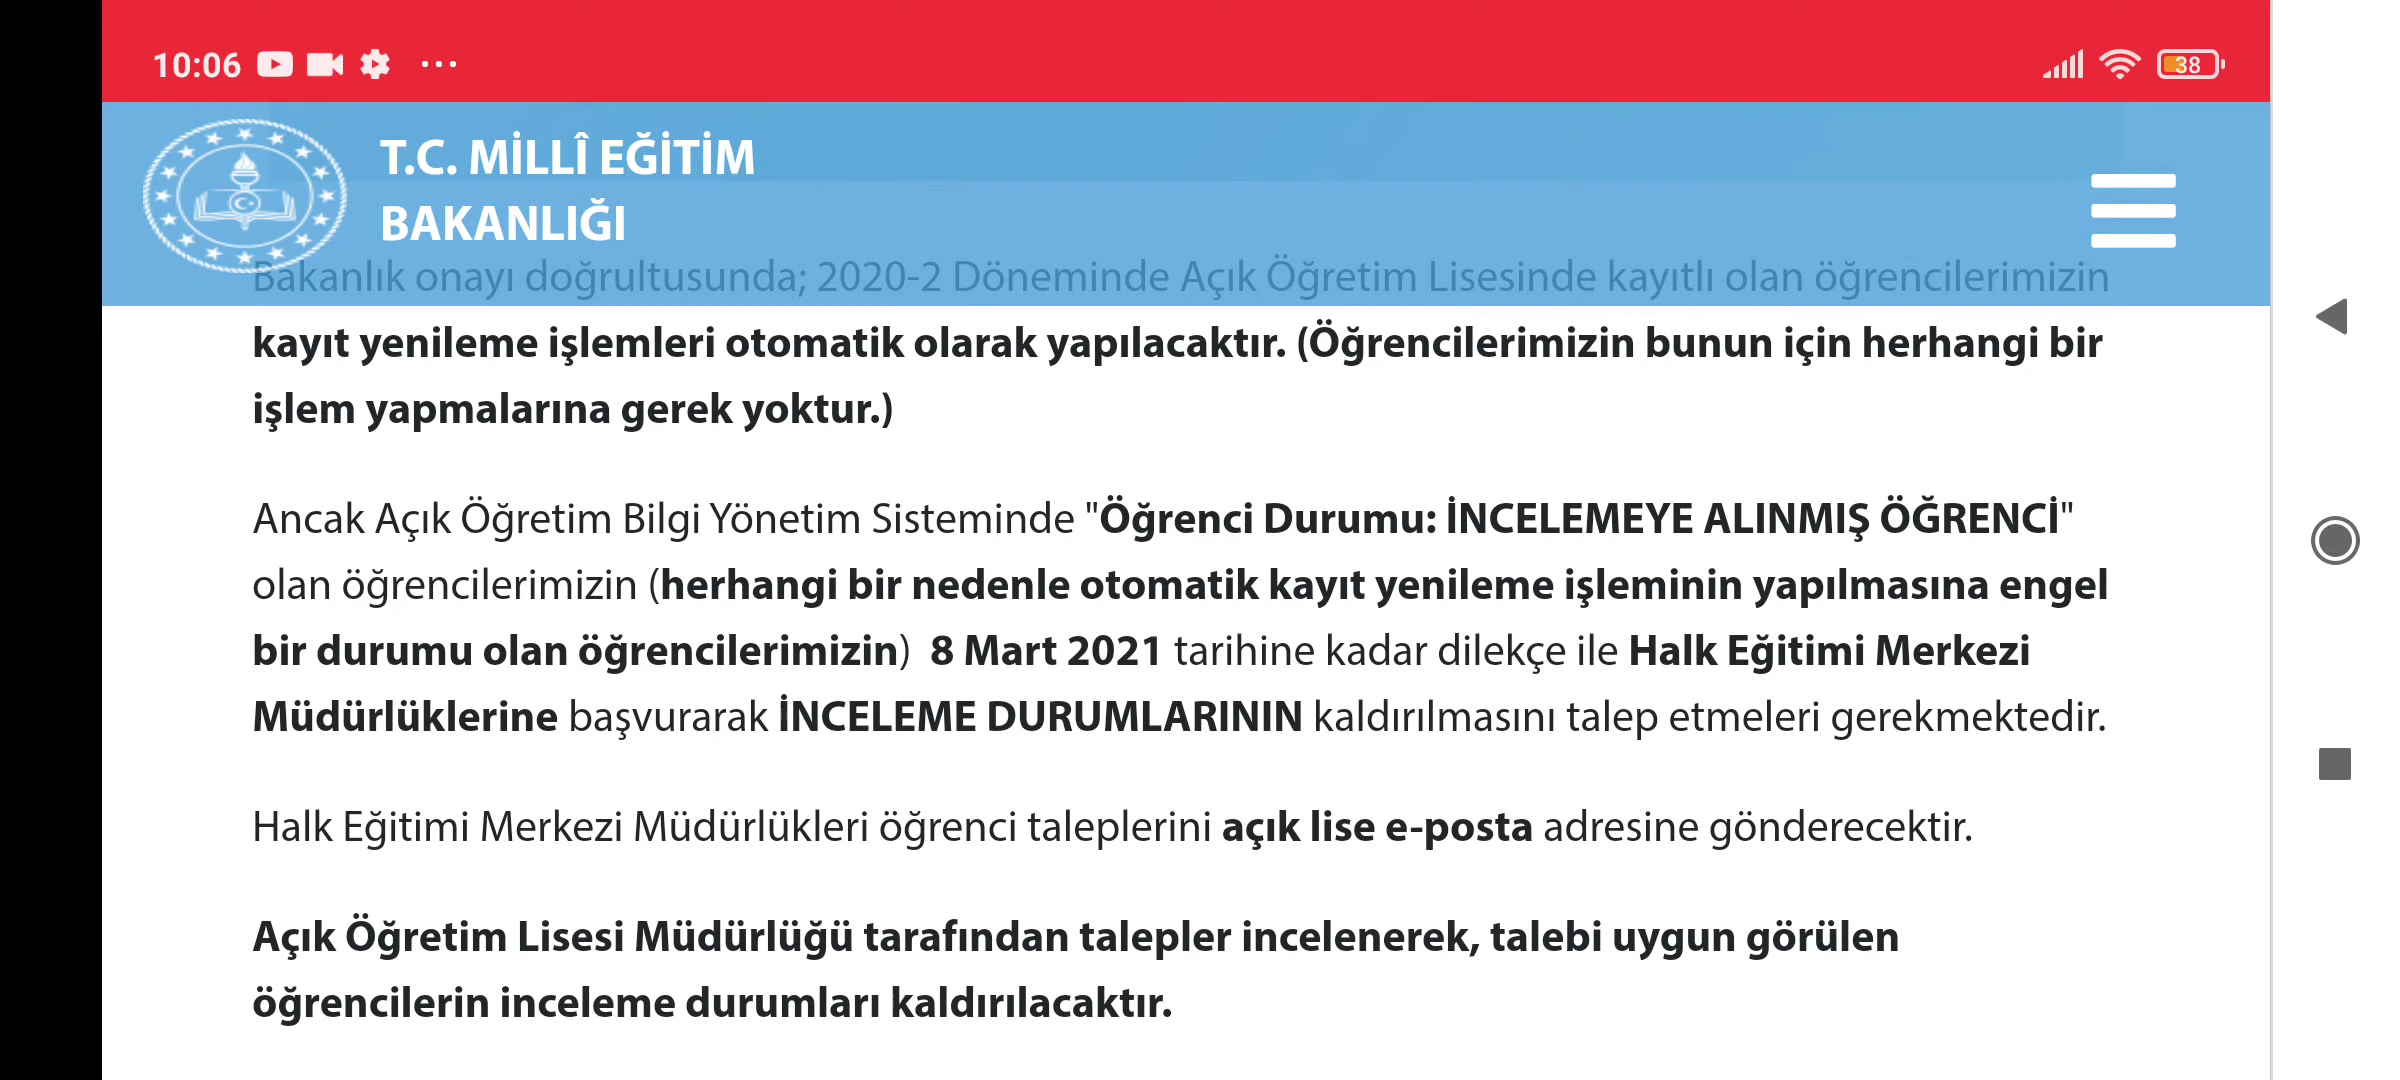 10:06
38
T.C. MİLLÎ EĞİTİM
BAKANLIĞI
Bakanlık onayı doğrultusunda; 2020-2 Döneminde Açık Öğretim Lisesinde kayıtlı olan öğrencilerimizin
kayıt yenileme işlemleri otomatik olarak yapılacaktır. (Öğrencilerimizin bunun için herhangi bir
işlem yapmalarına gerek yoktur.)
Ancak Açık Öğretim Bilgi Yönetim Sisteminde "Öğrenci Durumu: İNCELEMEYE ALINMIŞ ÖĞRENCİ"
olan öğrencilerimizin (herhangi bir nedenle otomatik kayıt yenileme işleminin yapılmasına engel
bir durumu olan öğrencilerimizin) 8 Mart 2021 tarihine kadar dilekçe ile Halk Eğitimi Merkezi
Müdürlüklerine başvurarak İNCELEME DURUMLARININ kaldırılmasını talep etmeleri gerekmektedir.
Halk Eğitimi Merkezi Müdürlükleri öğrenci taleplerini açık lise e-posta adresine gönderecektir.
Açık Öğretim Lisesi Müdürlüğü tarafından talepler incelenerek, talebi uygun görülen
öğrencilerin inceleme durumları kaldırılacaktır.